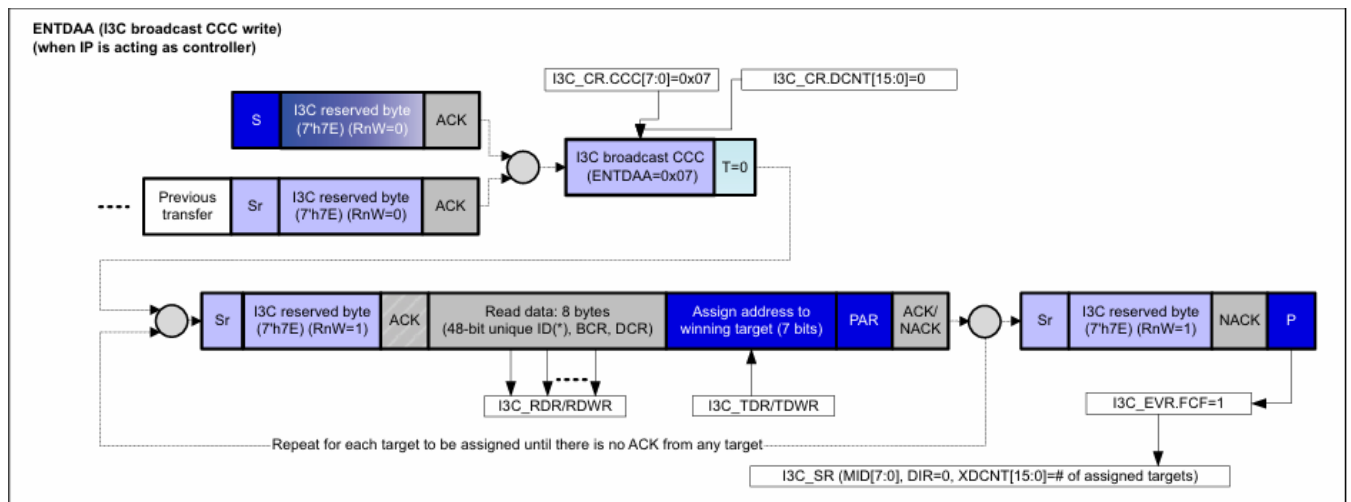 ENTDAA (I3C broadcast CCC write)
(when IP is acting as controller)
I3C_CR.CCC[7:0]=0x07
I3C_CR.DCNT[15:0]=0
S
I3C reserved byte
(7'h7E) (RnW=0)
ACK
I3C broadcast CCC
(ENTDAA=0x07)
T=0
Previous
transfer
Sr
I3C reserved byte
(7'h7E) (RnW=0)
ACK
Sr
I3C reserved byte
(7'h7E) (RnW=1)
ACK
Read data: 8 bytes
(48-bit unique ID(*), BCR, DCR)
Assign address to
winning target (7 bits)
PAR
ACK/
NACK
Sr
I3C reserved byte
(7'h7E) (RnW=1)
NACK
P
I3C_RDR/RDWR
I3C_TDR/TDWR
I3C_EVR.FCF=1
Repeat for each target to be assigned until there is no ACK from any target
I3C_SR (MID[7:0], DIR=0, XDCNT[15:0]=# of assigned targets)